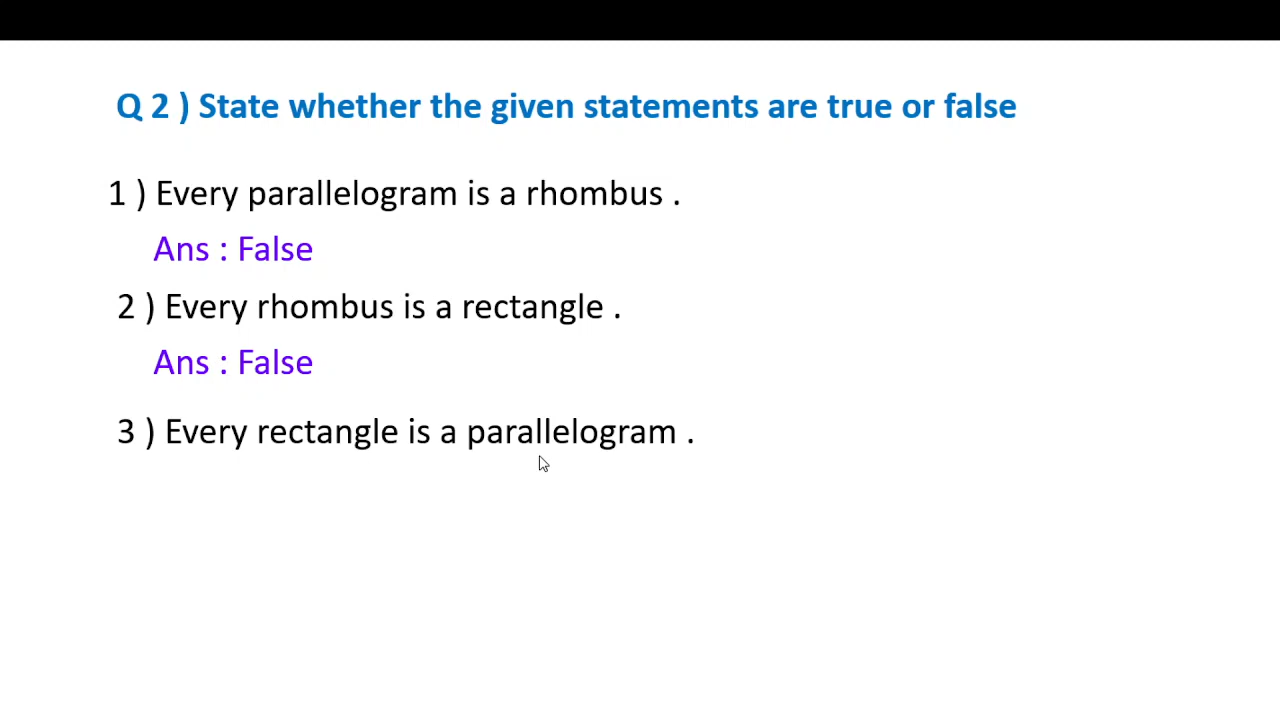 Q 2 ) State whether the given statements are true or false
1 ) Every parallelogram is a rhombus .
Ans : False
2 ) Every rhombus is a rectangle .
Ans : False
3 ) Every rectangle is a parallelogram .